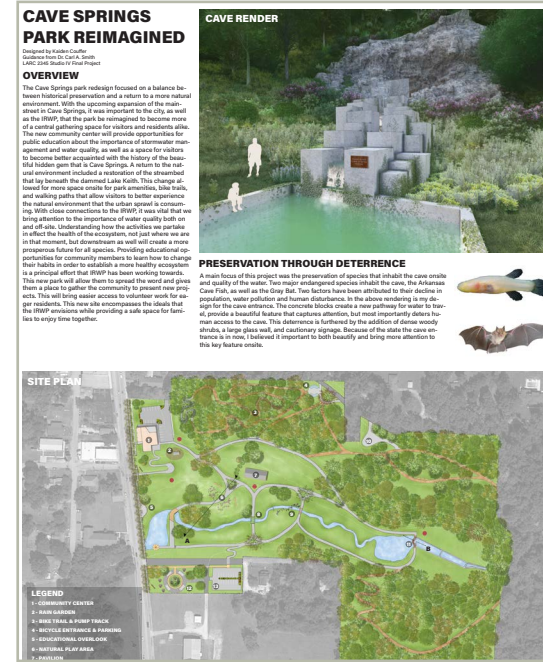 CAVE SPRINGS
PARK REIMAGINED
Designed by Kaiden Couffer
Guidance from Dr. Carl A. Smith
LARC 2346 Studio IV Final Project
OVERVIEW
The Cave Springs park redesign focused on a balance be-
tween historical preservation and a return to a more natural
environment. With the upcoming expansion of the main-
street in Cave Springs, it was important to the city, as well
as the IRWP, that the park be reimagined to become more
of a central gathering space for visitors and residents alike.
The new community center will provide opportunities for
public education about the importance of stormwater man-
agement and water quality, as well as a space for visitors
to become better acquainted with the history of the beau-
tiful hidden gem that is Cave Springs. A return to the nat-
ural environment included a restoration of the streambed
that lay beneath the dammed Lake Keith. This change al-
lowed for more space onsite for park amenities, bike trails,
and walking paths that allow visitors to better experience
the natural environment that the urban sprawl is consum-
ing. With close connections to the IRWP, it was vital that we
bring attention to the importance of water quality both on
and off-site. Understanding how the activities we partake
in effect the health of the ecosystem, not just where we are
in that moment, but downstream as well will create a more
prosperous future for all species. Providing educational op-
portunities for community members to learn how to change
their habits in order to establish a more healthy ecosystem
is a principal effort that IRWP has been working towards.
This new park will allow them to spread the word and gives
them a place to gather the community to present new proj-
ects. This will bring easier access to volunteer work for ea-
ger residents. This new site encompasses the ideals that
the IRWP envisions while providing a safe space for fami-
lies to enjoy time together.
CAVE RENDER
PRESERVATION THROUGH DETERRENCE
A main focus of this project was the preservation of species that inhabit the cave onsite
and quality of the water. Two major endangered species inhabit the cave, the Arkansas
Cave Fish, as well as the Gray Bat. Two factors have been attributed to their decline in
population, water pollution and human disturbance. In the above rendering is my de-
sign for the cave entrance. The concrete blocks create a new pathway for water to trav-
el, provide a beautiful feature that captures attention, but most importantly deters hu-
man access to the cave. This deterrence is furthered by the addition of dense woody
shrubs, a large glass wall, and cautionary signage. Because of the state the cave en-
trance is in now, I believed it important to both beautify and bring more attention to
this key feature onsite.
SITE PLAN
A
B
LEGEND
1 - COMMUNITY CENTER
2 - RAIN GARDEN
3 - BIKE TRAIL & PUMP TRACK
4 - BICYCLE ENTRANCE & PARKING
5 - EDUCATIONAL OVERLOOK
6 - NATURAL PLAY AREA
7 - PAVILION